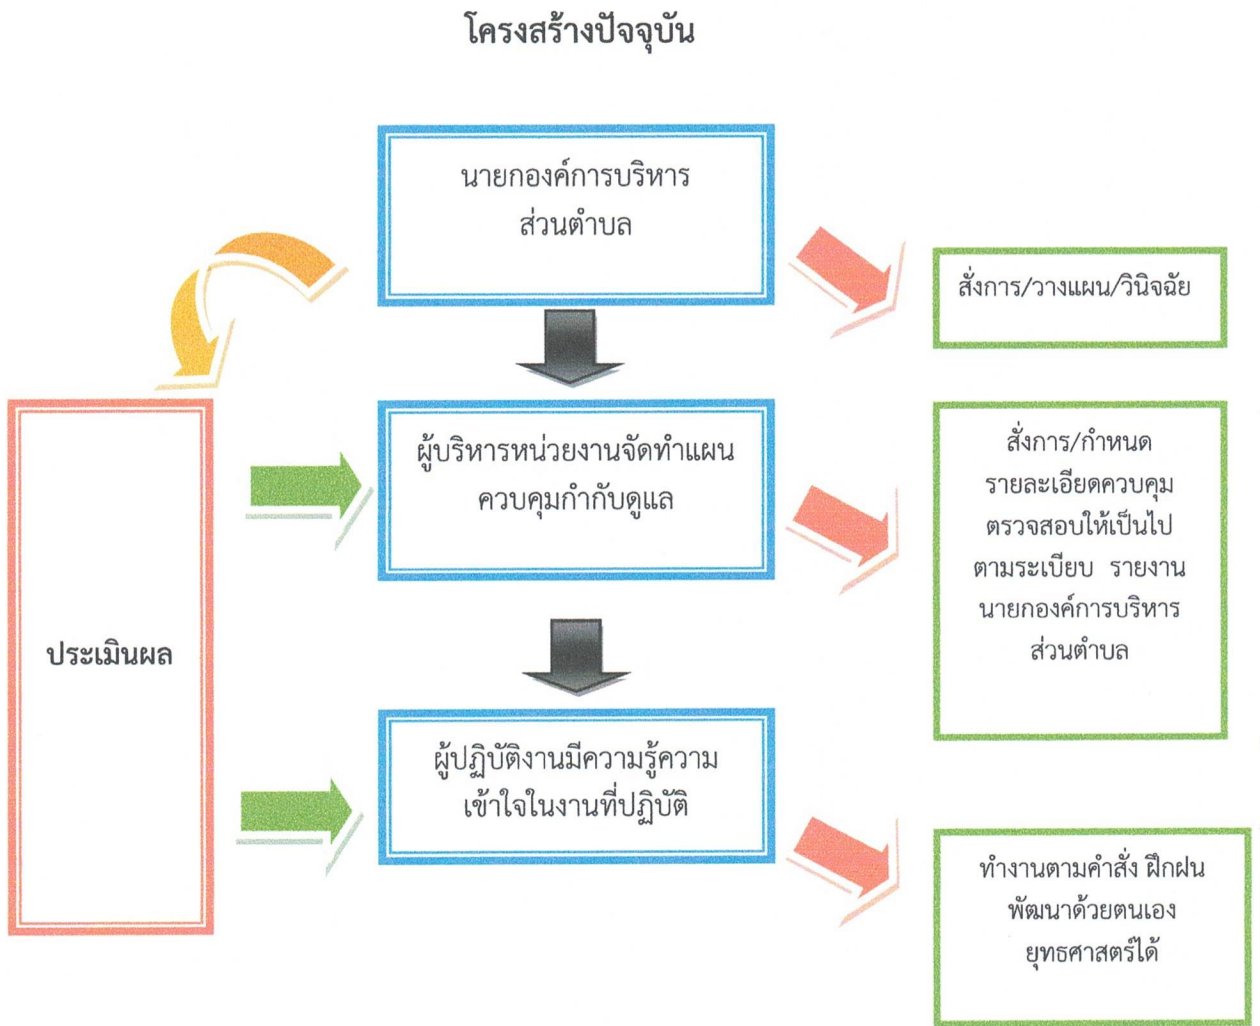 โครงสร้างปัจจุบัน
นายกองค์การบริหาร
ส่วนตำบล
สั่งการ/วางแผน/วินิจฉัย
ผู้บริหารหน่วยงานจัดทำแผน
ควบคุมกำกับดูแล
สั่งการ/กำหนด
รายละเอียดควบคุม
ตรวจสอบให้เป็นไป
ตามระเบียบ รายงาน
นายกองค์การบริหาร
ส่วนตำบล
ประเมินผล
ผู้ปฏิบัติงานมีความรู้ความ
เข้าใจในงานที่ปฏิบัติ
ทำงานตามคำสั่ง ฝึกฝน
พัฒนาด้วยตนเอง
ยุทธศาสตร์ได้